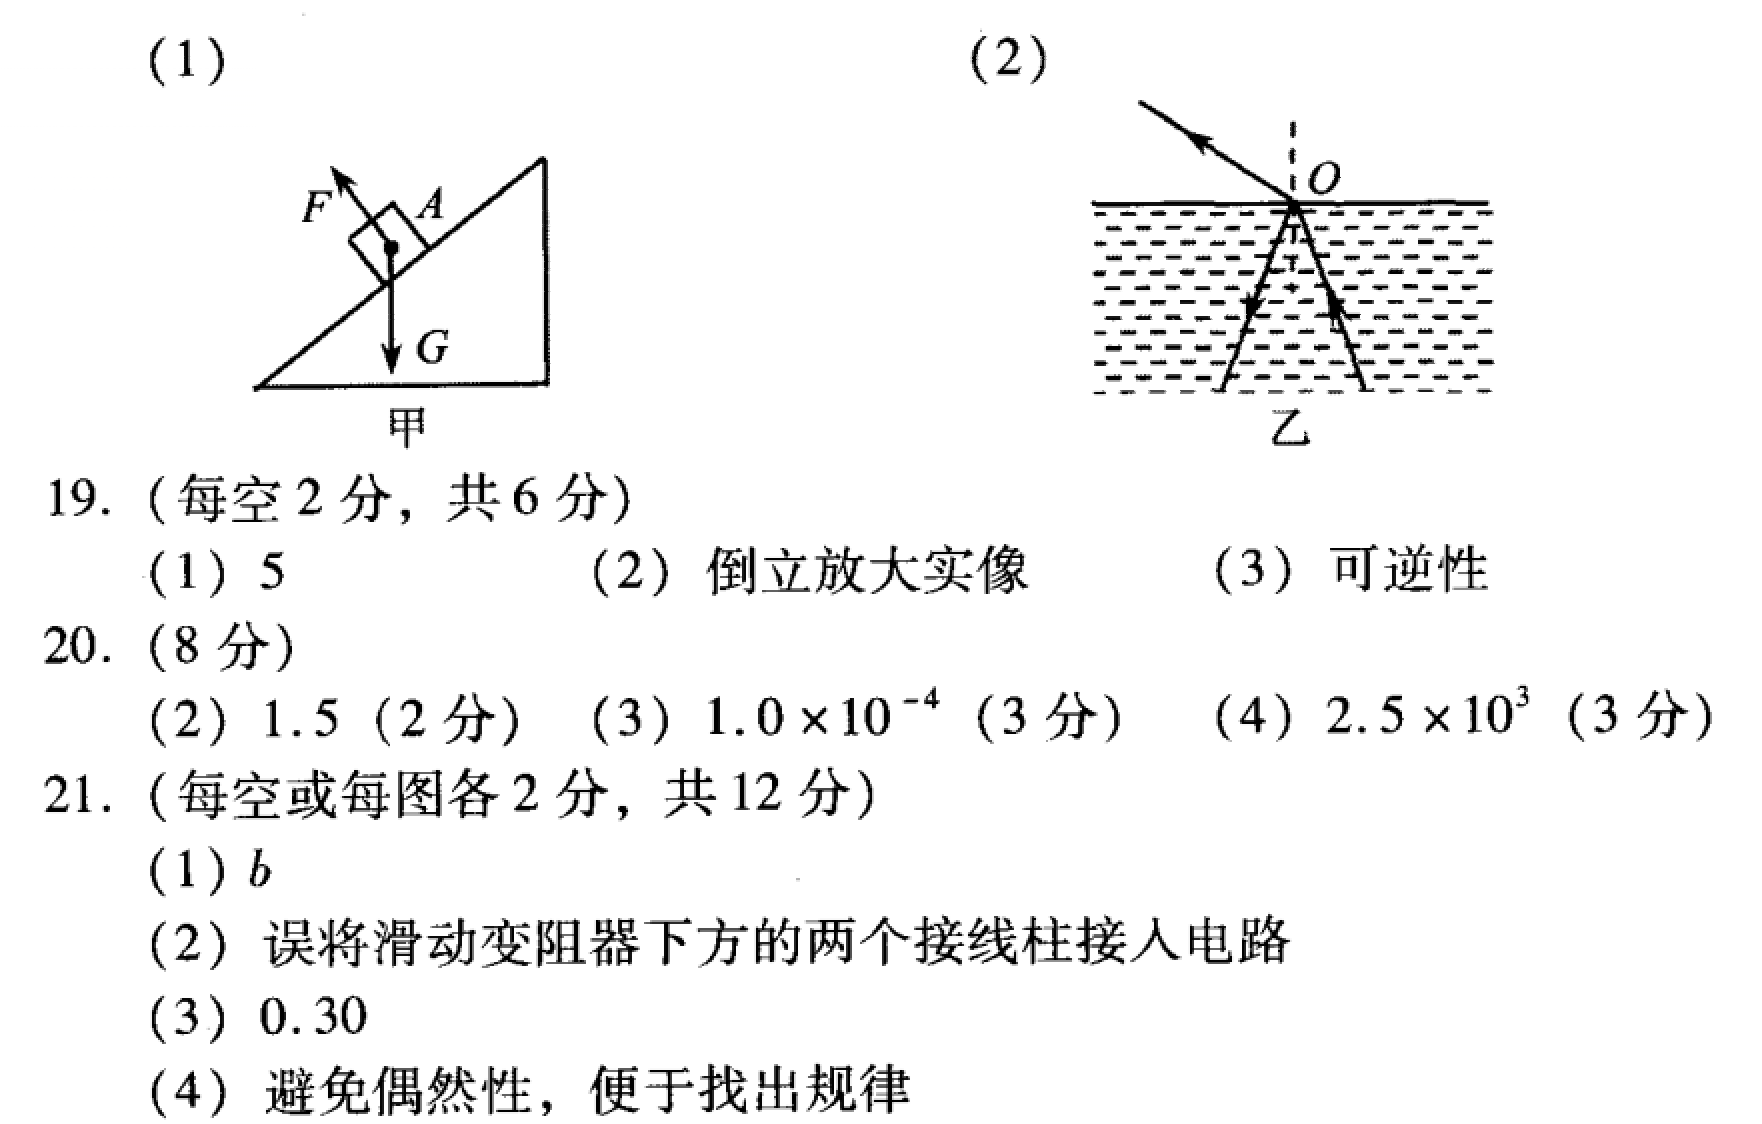 (1) (2)
F A O
G
甲 乙
19. (每空 2 分，共 6 分)
(1) 5 (2) 倒立放大实像 (3) 可逆性
20. (8 分)
(2) 1.5 (2 分) (3) 1.0×10⁻⁴ (3 分) (4) 2.5×10³ (3 分)
21. (每空或每图各 2 分，共 12 分)
(1) b
(2) 误将滑动变阻器下方的两个接线柱接入电路
(3) 0.30
(4) 避免偶然性，便于找出规律